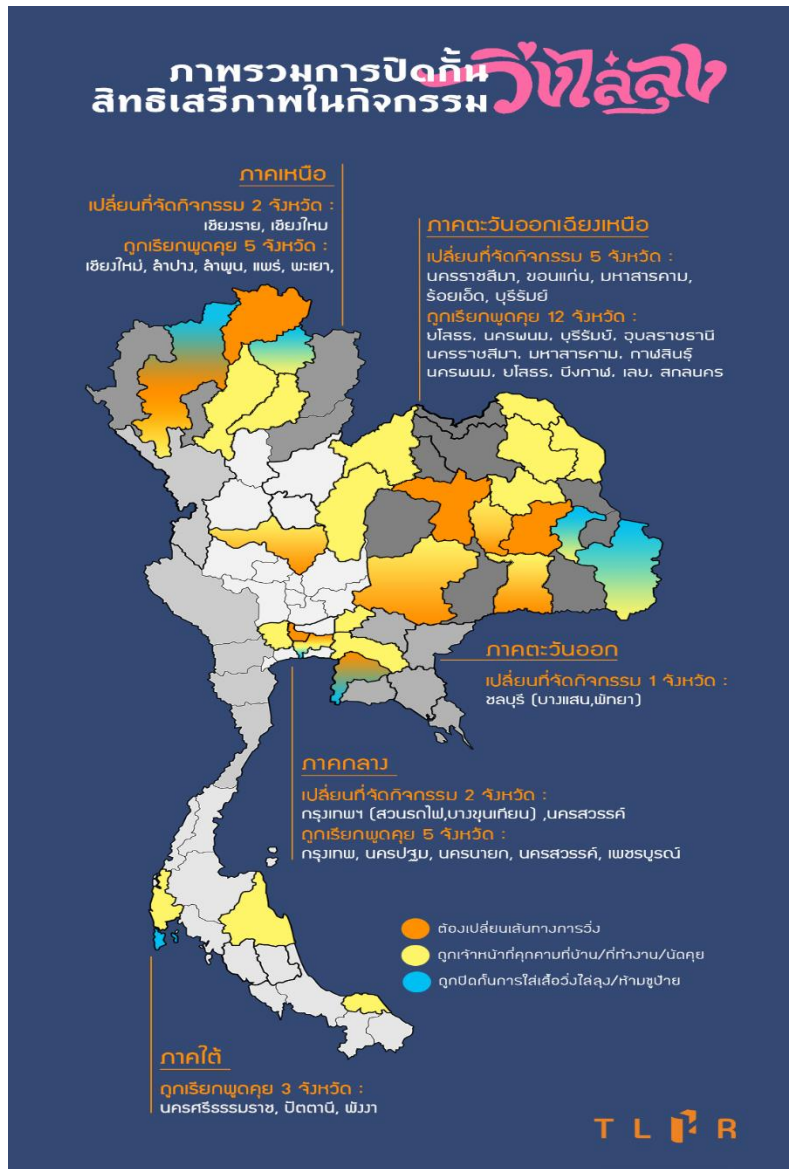 ภาพรวมการปิดกั้น
สิทธิเสรีภาพในกิจกรรม
วิ่งไล่ลุง
ภาคเหนือ
เปลี่ยนที่จัดกิจกรรม 2 จังหวัด :
เชียงราย, เชียงใหม
ถูกเรียกพูดคุย 5 จังหวัด :
เชียงใหม่, ลำปาง, ลำพูน, แพร่, พะเยา,
ภาคตะวันออกเฉียงเหนือ
เปลี่ยนที่จัดกิจกรรม 5 จังหวัด :
นครราชสีมา, ขอนแก่น, มหาสารคาม,
ร้อยเอ็ด, บุรีรัมย์
ถูกเรียกพูดคุย 12 จังหวัด :
ยโสธร, นครพนม, บุรีรัมย์, อุบลราชธานี
นครราชสีมา, มหาสารคาม, กาฬสินธุ์
นครพนม, ยโสธร, บึงกาฬ, เลย, สกลนคร
ภาคตะวันออก
เปลี่ยนที่จัดกิจกรรม 1 จังหวัด :
ชลบุรี (บางแสน,พัทยา)
ภาคกลาง
เปลี่ยนที่จัดกิจกรรม 2 จังหวัด :
กรุงเทพฯ (สวนรถไฟ,บางขุนเทียน) ,นครสวรรค์
ถูกเรียกพูดคุย 5 จังหวัด :
กรุงเทพ, นครปฐม, นครนายก, นครสวรรค์, เพชรบูรณ์
ต้องเปลี่ยนเส้นทางการวิ่ง
ถูกเจ้าหน้าที่คุกคามที่บ้าน/ที่ทำงาน/นัดคุย
ถูกปิดกั้นการใส่เสื้อวิ่งไล่ลุง/ห้ามชูป้าย
ภาคใต้
ถูกเรียกพูดคุย 3 จังหวัด :
นครศรีธรรมราช, ปัตตานี, พังงา
TLHR